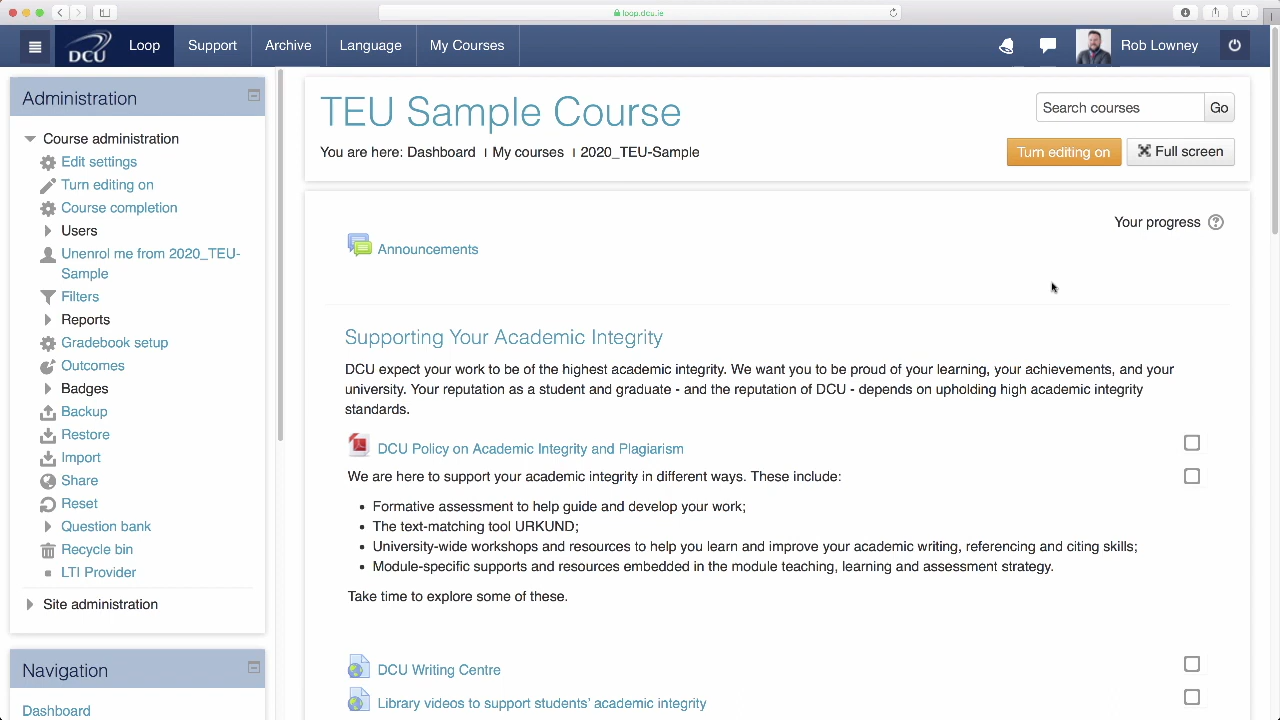 loop.dcu.ie
DCU
Loop
Support
Archive
Language
My Courses
Rob Lowney
Administration
Course administration
Edit settings
Turn editing on
Course completion
Users
Unenrol me from 2020_TEU-
Sample
Filters
Reports
Gradebook setup
Outcomes
Badges
Backup
Restore
Import
Share
Reset
Question bank
Recycle bin
LTI Provider
Site administration
Navigation
Dashboard
TEU Sample Course
Search courses
Go
You are here: Dashboard My courses 2020_TEU-Sample
Turn editing on
Full screen
Your progress ?
Announcements
Supporting Your Academic Integrity
DCU expect your work to be of the highest academic integrity. We want you to be proud of your learning, your achievements, and your
university. Your reputation as a student and graduate - and the reputation of DCU - depends on upholding high academic integrity
standards.
DCU Policy on Academic Integrity and Plagiarism
We are here to support your academic integrity in different ways. These include:
• Formative assessment to help guide and develop your work;
• The text-matching tool URKUND;
• University-wide workshops and resources to help you learn and improve your academic writing, referencing and citing skills;
• Module-specific supports and resources embedded in the module teaching, learning and assessment strategy.
Take time to explore some of these.
DCU Writing Centre
Library videos to support students' academic integrity